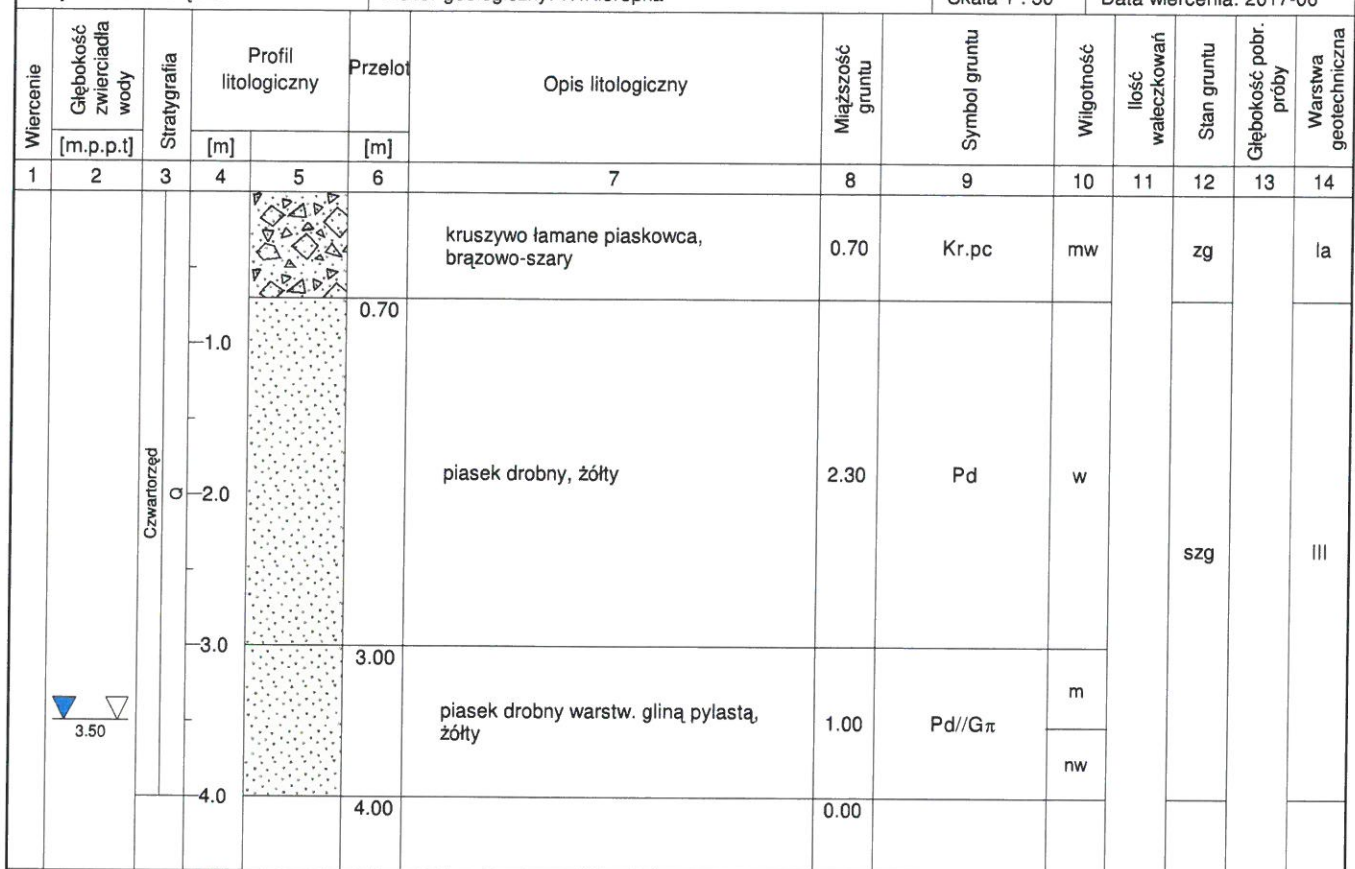 Skala 1 : 50
Data wiercenia: 2017-06
Wiercenie
Głębokość zwierciadła wody
[m.p.p.t]
Stratygrafia
Profil litologiczny
[m]
Przelot
[m]
Opis litologiczny
Miąższość gruntu
Symbol gruntu
Wilgotność
Ilość wałeczkowań
Stan gruntu
Głębokość pobr. próby
Warstwa geotechniczna
1 2 3 4 5 6 7 8 9 10 11 12 13 14
kruszywo łamane piaskowca,
brązowo-szary
0.70 Kr.pc mw zg Ia
0.70
1.0
Czwartorzęd
Q
2.0
piasek drobny, żółty
2.30 Pd w
szg III
3.0
3.00
3.50
piasek drobny warstw. gliną pylastą,
żółty
1.00 Pd//Gπ
m
nw
4.0
4.00
0.00